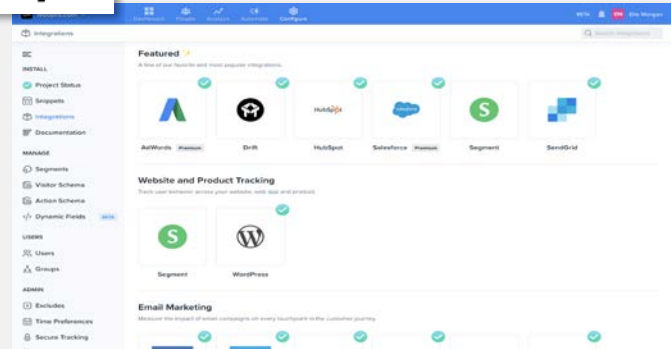 Dashboard People Analyze Automate Configure
BETA EM Elle Morgan
Integrations
Search Integrations
INSTALL
Project Status
Snippets
Integrations
Documentation
MANAGE
Segments
Visitor Schema
Action Schema
Dynamic Fields BETA
USERS
Users
Groups
ADMIN
Excludes
Time Preferences
Secure Tracking
Featured
A few of our favorite and most popular integrations.
HubSpot
salesforce
S
AdWords Premium
Drift
HubSpot
Salesforce Premium
Segment
SendGrid
Website and Product Tracking
Track user behavior across your website, web app and product.
S
Segment
WordPress
Email Marketing
Measure the impact of email campaigns on every touchpoint in the customer journey.